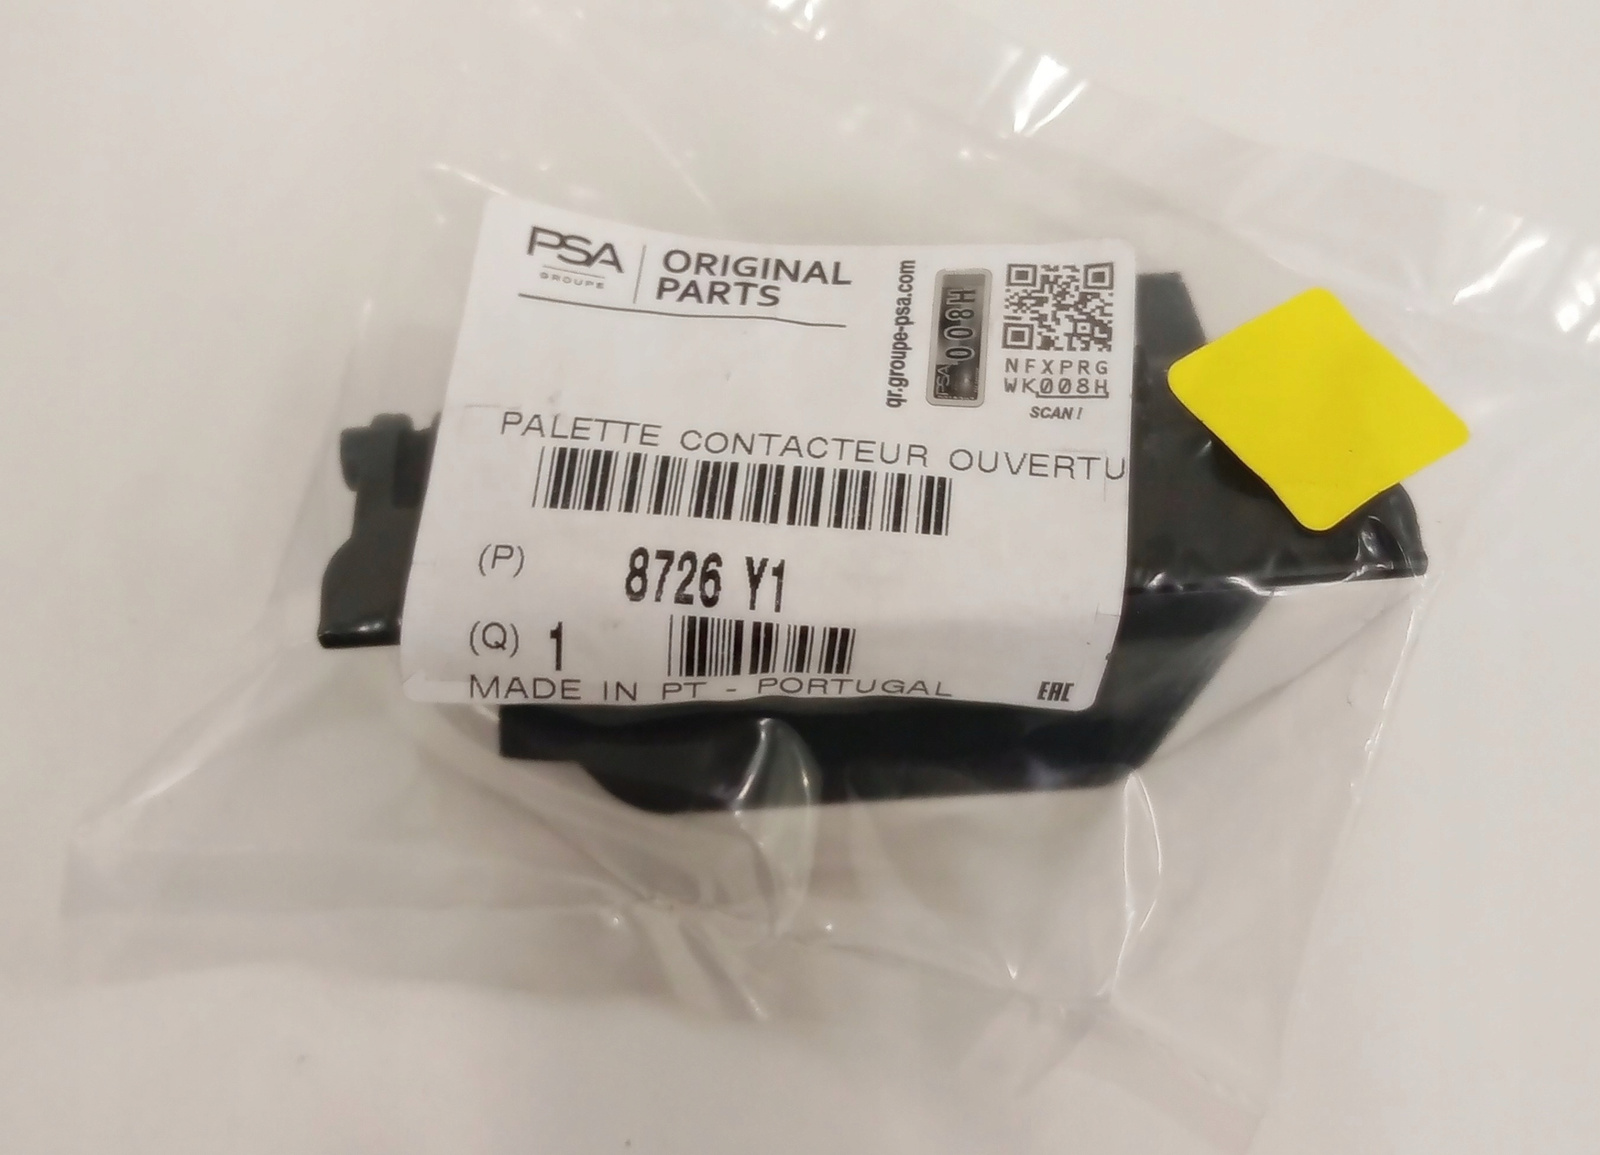 PSA
GROUPE
ORIGINAL
PARTS
qr.groupe-psa.com
PSA 008H
NFXPRG
WK008H
SCAN!
PALETTE CONTACTEUR OUVERTU
(P) 8726 Y1
(Q) 1
MADE IN PT - PORTUGAL
EAC